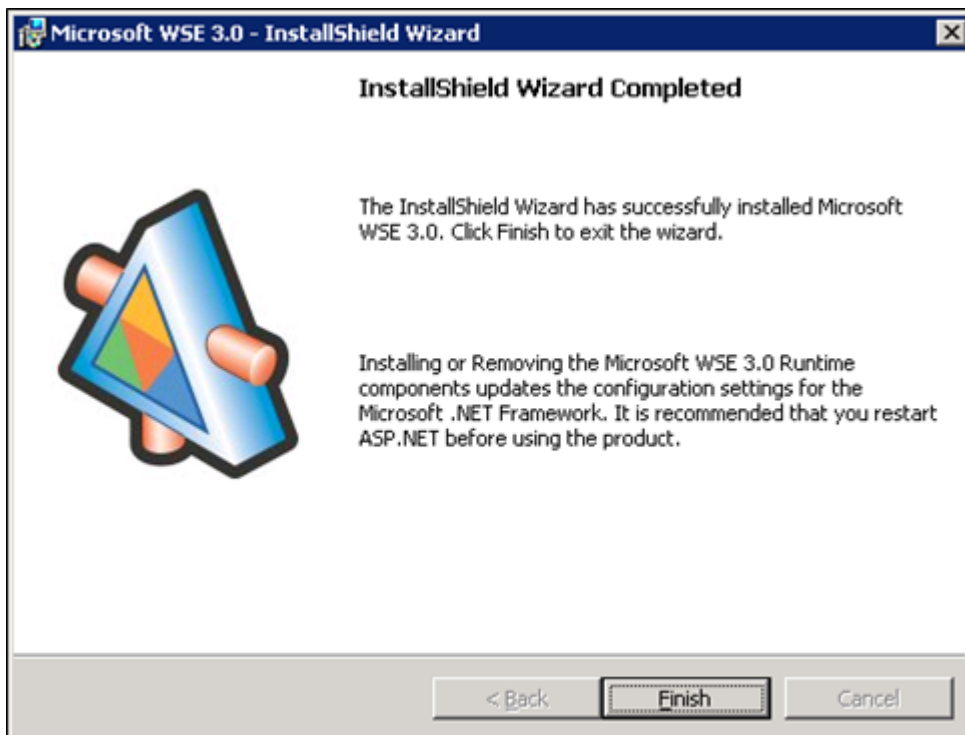 Microsoft WSE 3.0 - InstallShield Wizard
InstallShield Wizard Completed
The InstallShield Wizard has successfully installed Microsoft
WSE 3.0. Click Finish to exit the wizard.
Installing or Removing the Microsoft WSE 3.0 Runtime
components updates the configuration settings for the
Microsoft .NET Framework. It is recommended that you restart
ASP.NET before using the product.
< Back Finish Cancel